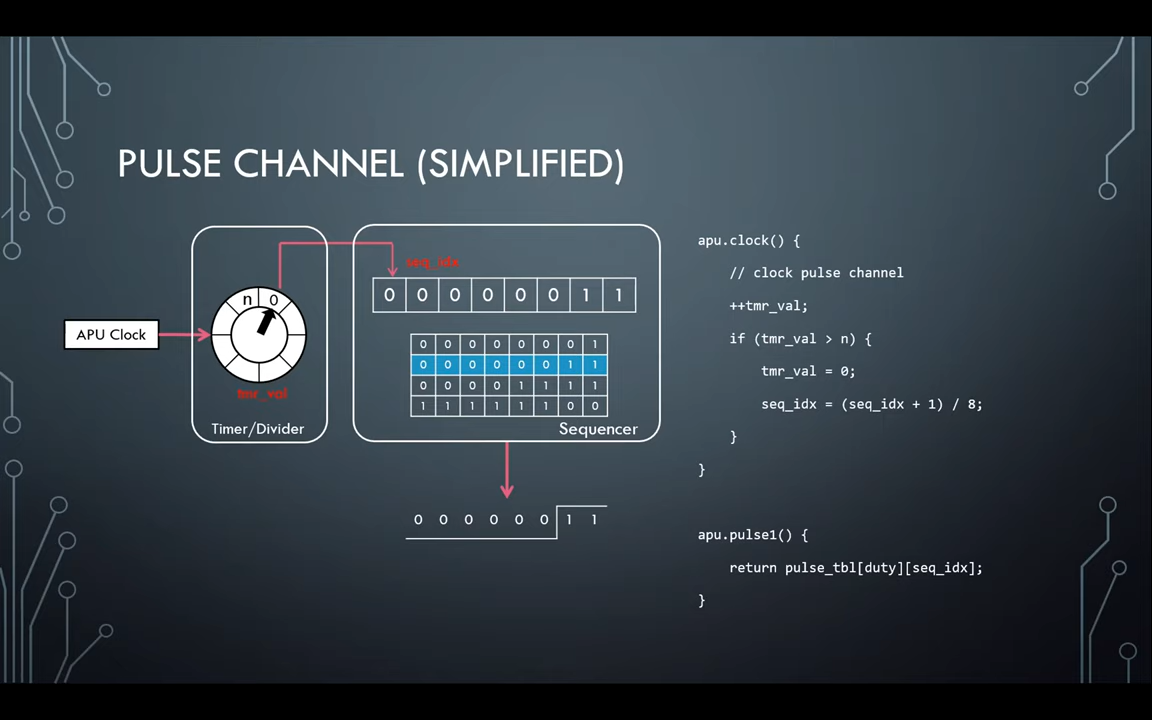 PULSE CHANNEL (SIMPLIFIED)
APU Clock
n 0
tmr_val
Timer/Divider
seq_idx
0 0 0 0 0 0 1 1
0 0 0 0 0 0 0 1
0 0 0 0 0 0 1 1
0 0 0 0 1 1 1 1
1 1 1 1 1 1 0 0
Sequencer
0 0 0 0 0 0 1 1
apu.clock() {
// clock pulse channel
++tmr_val;
if (tmr_val > n) {
tmr_val = 0;
seq_idx = (seq_idx + 1) / 8;
}
}
apu.pulse1() {
return pulse_tbl[duty][seq_idx];
}